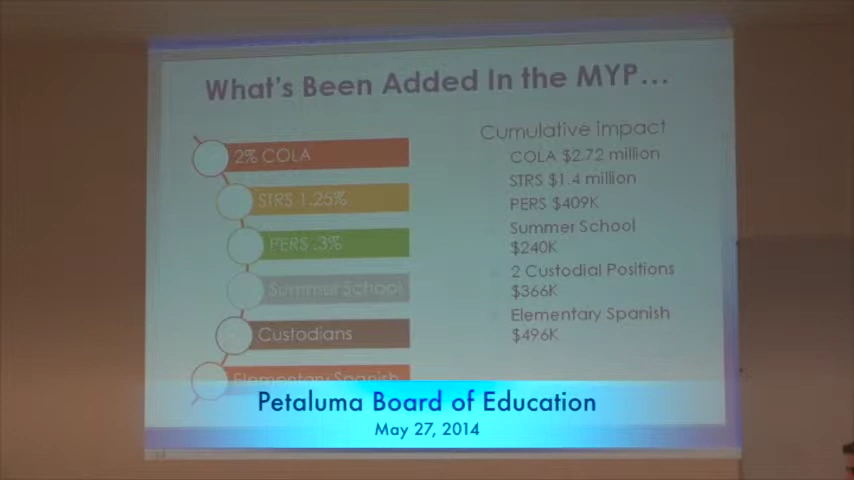 What's Been Added In the MYP...
2% COLA
STRS 1.25%
PERS .3%
Summer School
Custodians
Elementary Spanish
Cumulative impact
COLA $2.72 million
STRS $1.4 million
PERS $409K
Summer School
$240K
2 Custodial Positions
$366K
Elementary Spanish
$496K
Petaluma Board of Education
May 27, 2014